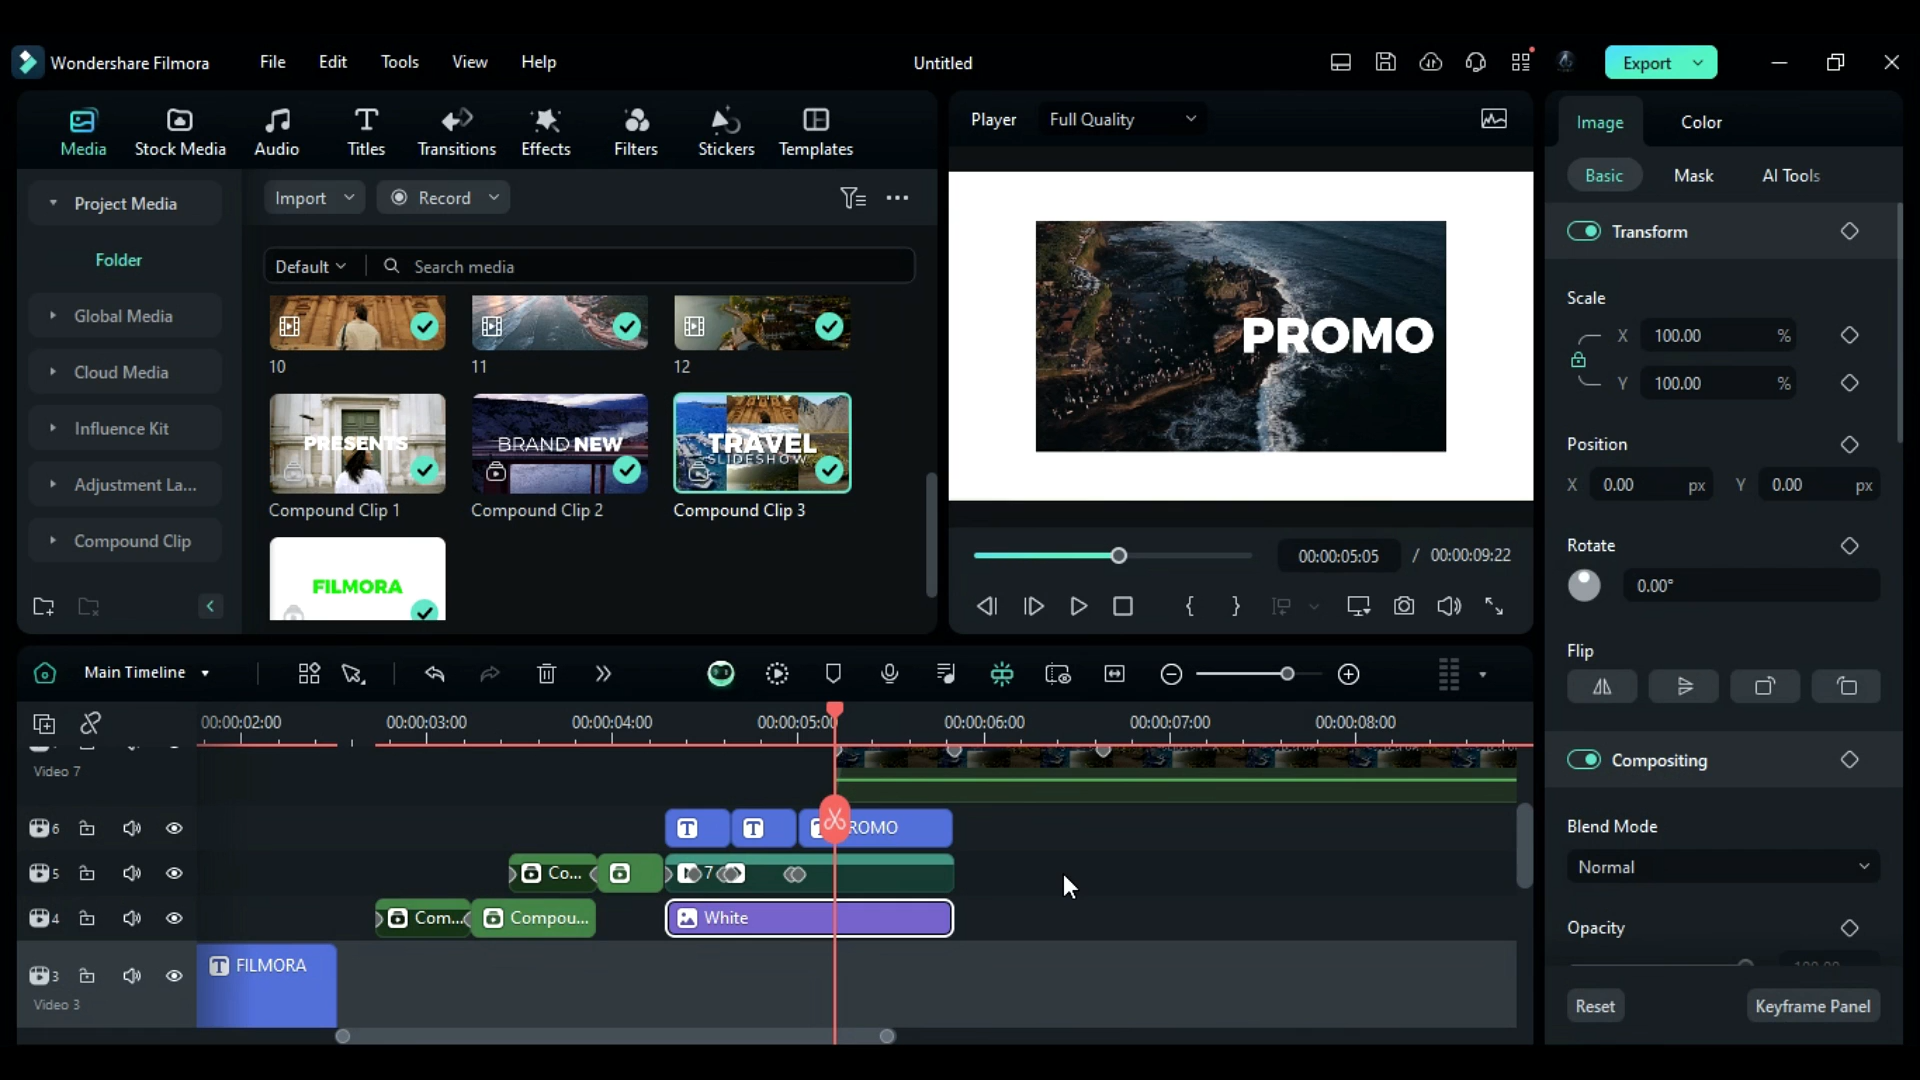 Wondershare Filmora
File Edit Tools View Help
Untitled
Export
Media
Stock Media
Audio
Titles
Transitions
Effects
Filters
Stickers
Templates
Player
Full Quality
Image
Color
Project Media
Folder
Global Media
Cloud Media
Influence Kit
Adjustment La...
Compound Clip
Import
Record
Default
Search media
10
11
12
PRESENTS
BRAND NEW
TRAVEL
SLIDESHOW
Compound Clip 1
Compound Clip 2
Compound Clip 3
FILMORA
PROMO
00:00:05:05 / 00:00:09:22
Basic
Mask
AI Tools
Transform
Scale
X 100.00 %
Y 100.00 %
Position
X 0.00 px Y 0.00 px
Rotate
0.00°
Flip
Compositing
Blend Mode
Normal
Opacity
100.00
Reset
Keyframe Panel
Main Timeline
00:00:02:00
00:00:03:00
00:00:04:00
00:00:05:00
00:00:06:00
00:00:07:00
00:00:08:00
Video 7
6
T
T
T
ROMO
5
Co...
7
4
Com...
Compou...
White
3
T FILMORA
Video 3